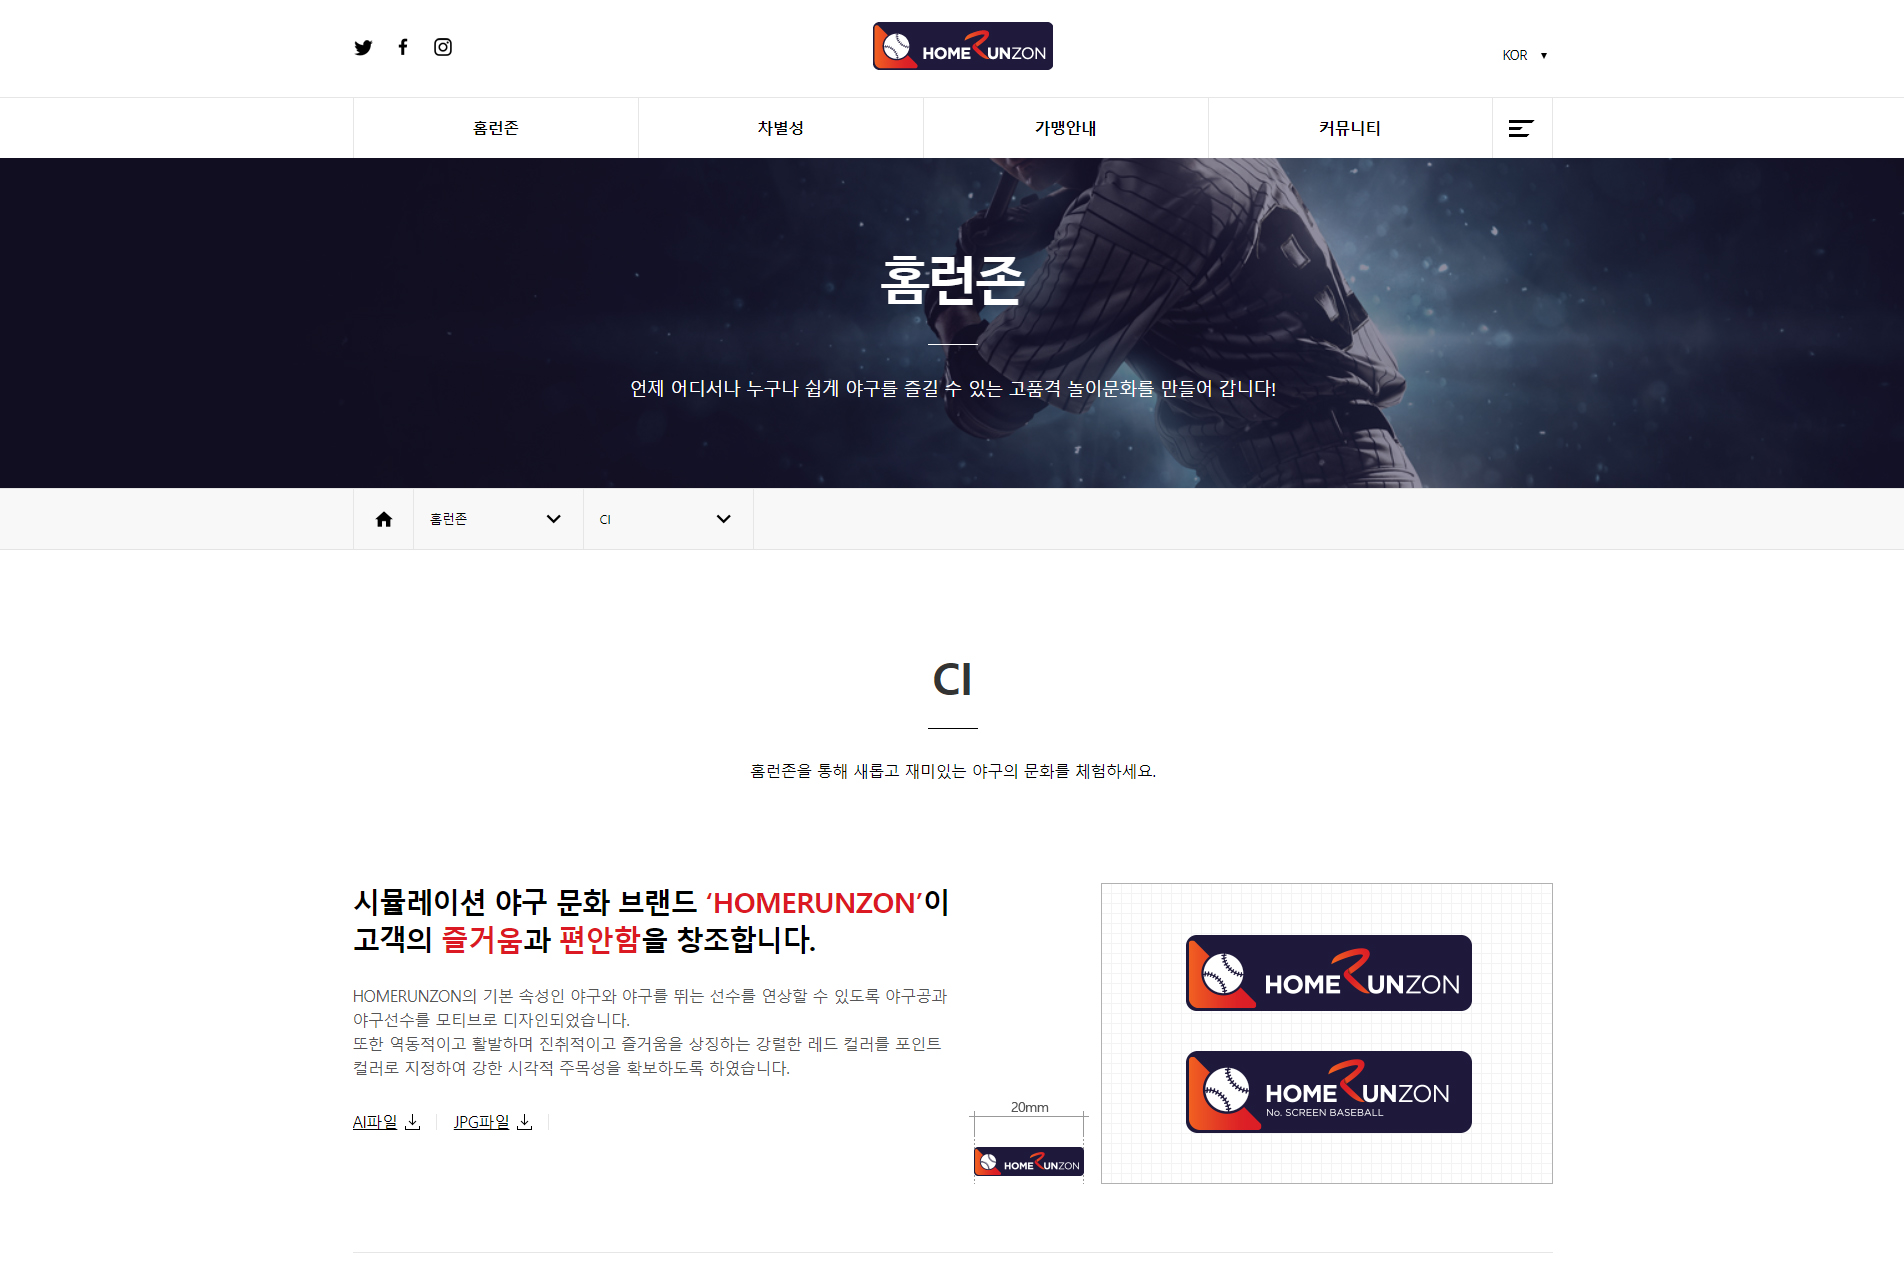 HOMERUNZON
KOR ▼
홈런존
차별성
가맹안내
커뮤니티
홈런존
언제 어디서나 누구나 쉽게 야구를 즐길 수 있는 고품격 놀이문화를 만들어 갑니다!
홈런존
CI
CI
홈런존을 통해 새롭고 재미있는 야구의 문화를 체험하세요.
시뮬레이션 야구 문화 브랜드 ‘HOMERUNZON’이
고객의 즐거움과 편안함을 창조합니다.
HOMERUNZON의 기본 속성인 야구와 야구를 뛰는 선수를 연상할 수 있도록 야구공과
야구선수를 모티브로 디자인되었습니다.
또한 역동적이고 활발하며 진취적이고 즐거움을 상징하는 강렬한 레드 컬러를 포인트
컬러로 지정하여 강한 시각적 주목성을 확보하도록 하였습니다.
AI파일
JPG파일
20mm
HOMERUNZON
HOMERUNZON
HOMERUNZON
No. SCREEN BASEBALL